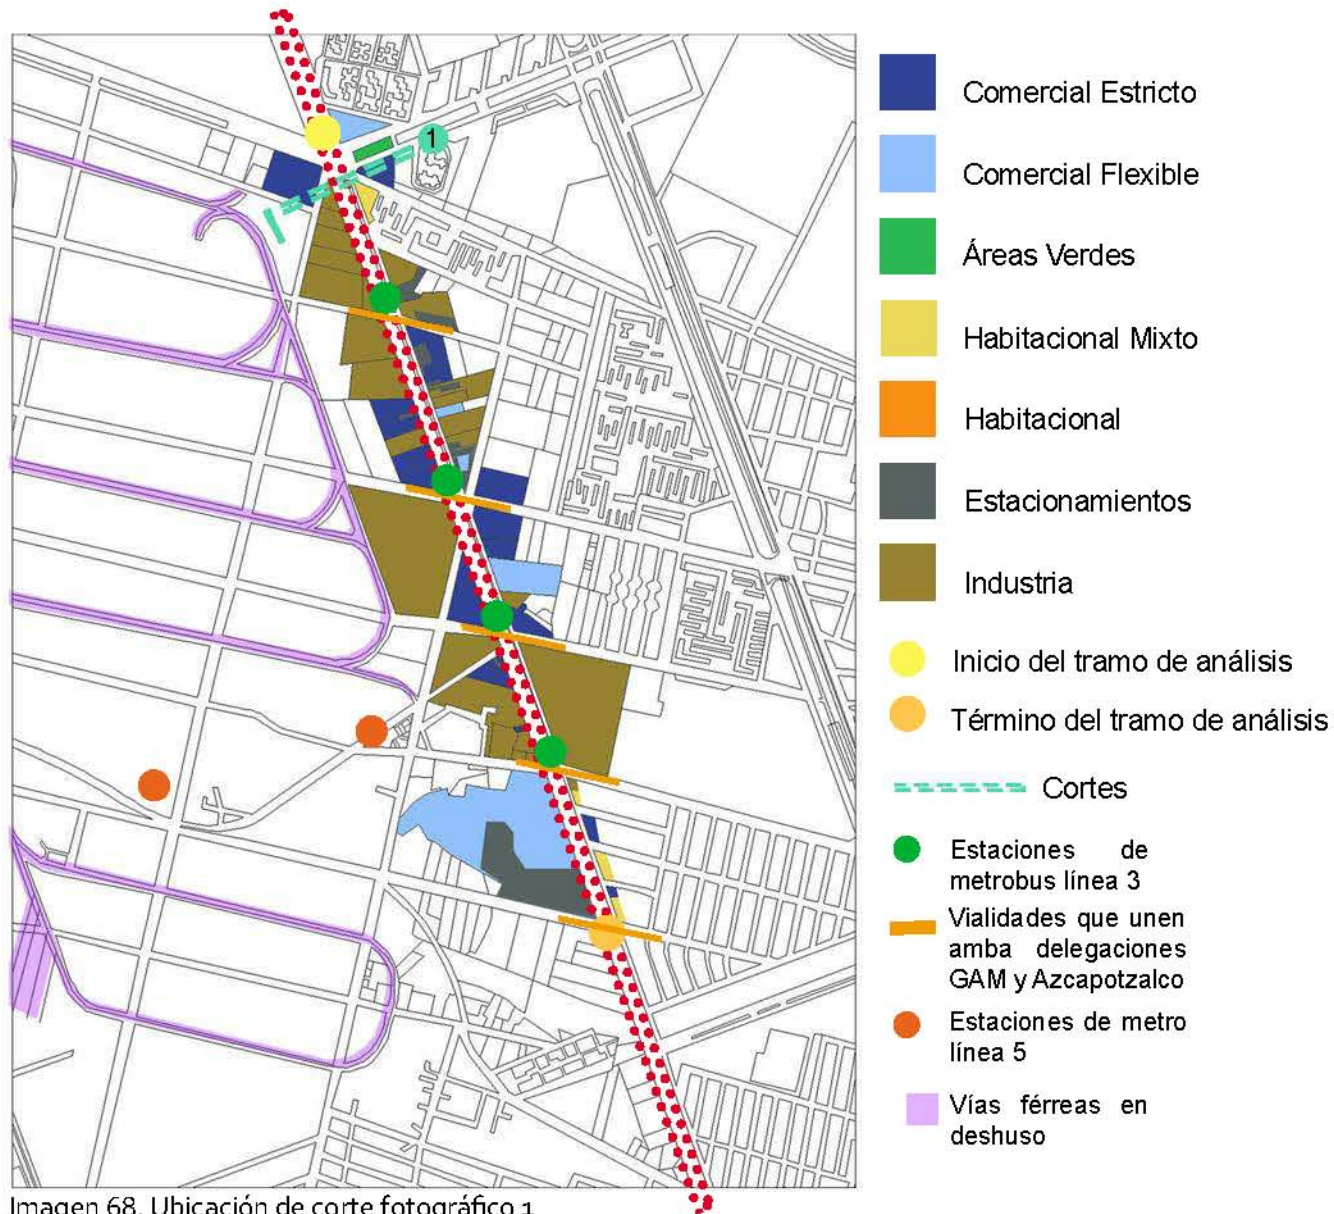 1
Comercial Estricto
Comercial Flexible
Áreas Verdes
Habitacional Mixto
Habitacional
Estacionamientos
Industria
Inicio del tramo de análisis
Término del tramo de análisis
Cortes
Estaciones de
metrobus línea 3
Vialidades que unen
amba delegaciones
GAM y Azcapotzalco
Estaciones de metro
línea 5
Vías férreas en
deshuso
Imagen 68. Ubicación de corte fotográfico 1